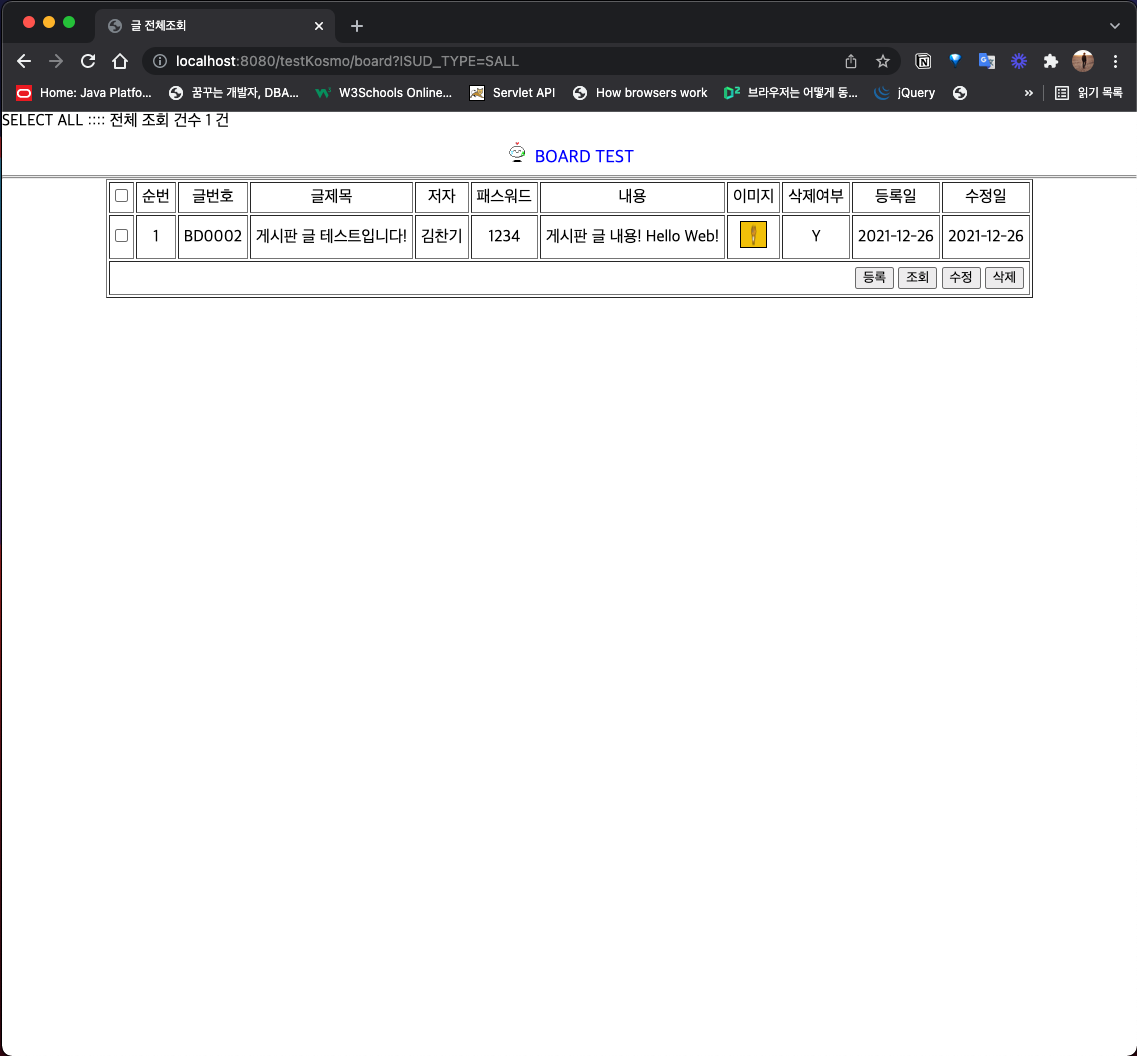 글 전체조회
localhost:8080/testKosmo/board?ISUD_TYPE=SALL
Home: Java Platfo... 꿈꾸는 개발자, DBA... W3Schools Online... Servlet API How browsers work 브라우저는 어떻게 동... jQuery » 읽기 목록
SELECT ALL :::: 전체 조회 건수 1 건
BOARD TEST
순번 글번호 글제목 저자 패스워드 내용 이미지 삭제여부 등록일 수정일
1 BD0002 게시판 글 테스트입니다! 김찬기 1234 게시판 글 내용! Hello Web! Y 2021-12-26 2021-12-26
등록 조회 수정 삭제